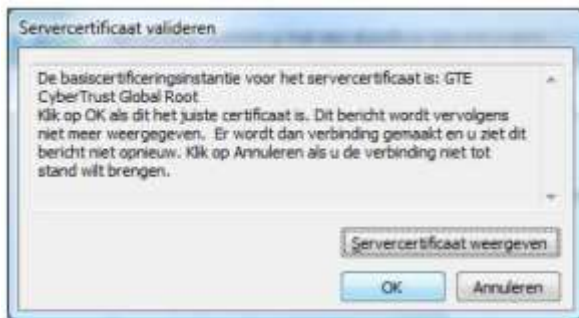 Servercertificaat valideren
De basiscertificeringsinstantie voor het servercertificaat is: GTE
CyberTrust Global Root
Klik op OK als dit het juiste certificaat is. Dit bericht wordt vervolgens
niet meer weergegeven. Er wordt dan verbinding gemaakt en u ziet dit
bericht niet opnieuw. Klik op Annuleren als u de verbinding niet tot
stand wilt brengen.
Servercertificaat weergeven
OK
Annuleren